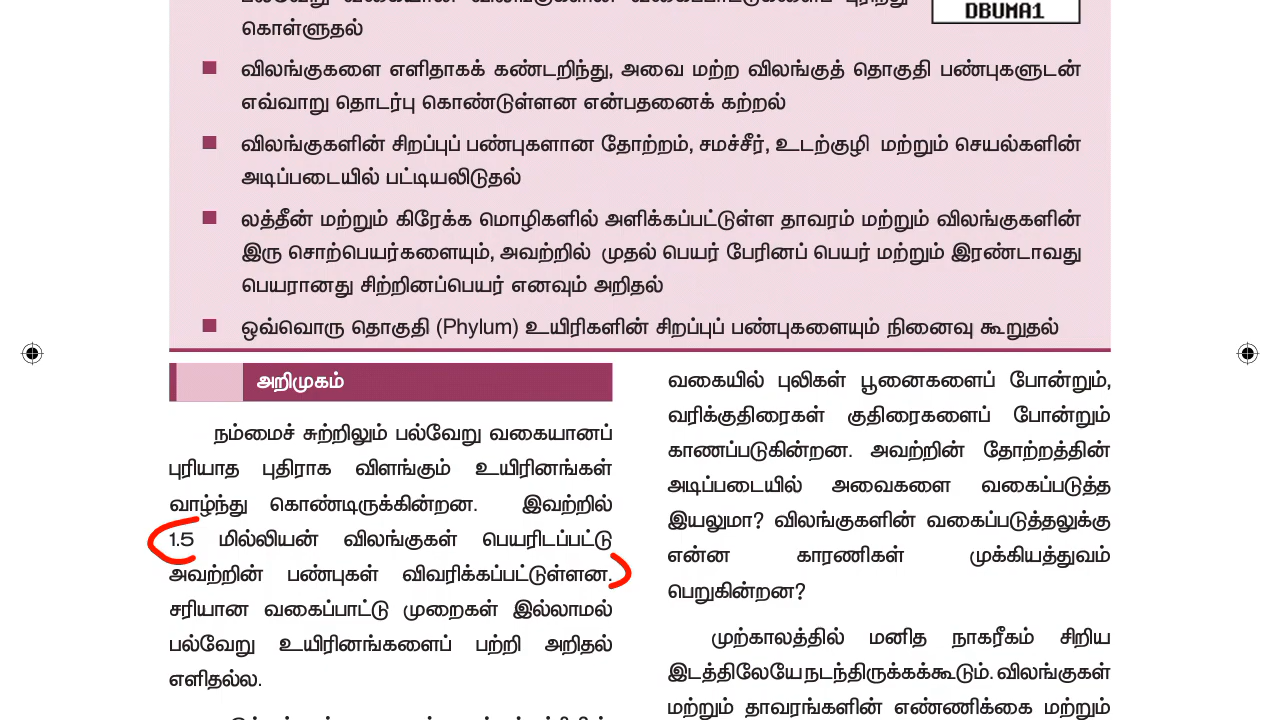 DBUMA1
கொள்ளுதல்
■ விலங்குகளை எளிதாகக் கண்டறிந்து, அவை மற்ற விலங்குத் தொகுதி பண்புகளுடன்
எவ்வாறு தொடர்பு கொண்டுள்ளன என்பதனைக் கற்றல்
■ விலங்குகளின் சிறப்புப் பண்புகளான தோற்றம், சமச்சீர், உடற்குழி மற்றும் செயல்களின்
அடிப்படையில் பட்டியலிடுதல்
■ லத்தீன் மற்றும் கிரேக்க மொழிகளில் அளிக்கப்பட்டுள்ள தாவரம் மற்றும் விலங்குகளின்
இரு சொற்பெயர்களையும், அவற்றில் முதல் பெயர் பேரினப் பெயர் மற்றும் இரண்டாவது
பெயரானது சிற்றினப்பெயர் எனவும் அறிதல்
■ ஒவ்வொரு தொகுதி (Phylum) உயிரிகளின் சிறப்புப் பண்புகளையும் நினைவு கூறுதல்
அறிமுகம்
நம்மைச் சுற்றிலும் பல்வேறு வகையானப்
புரியாத புதிராக விளங்கும் உயிரினங்கள்
வாழ்ந்து கொண்டிருக்கின்றன. இவற்றில்
1.5 மில்லியன் விலங்குகள் பெயரிடப்பட்டு
அவற்றின் பண்புகள் விவரிக்கப்பட்டுள்ளன.
சரியான வகைப்பாட்டு முறைகள் இல்லாமல்
பல்வேறு உயிரினங்களைப் பற்றி அறிதல்
எளிதல்ல.
வகையில் புலிகள் பூனைகளைப் போன்றும்,
வரிக்குதிரைகள் குதிரைகளைப் போன்றும்
காணப்படுகின்றன. அவற்றின் தோற்றத்தின்
அடிப்படையில் அவைகளை வகைப்படுத்த
இயலுமா? விலங்குகளின் வகைப்படுத்தலுக்கு
என்ன காரணிகள் முக்கியத்துவம்
பெறுகின்றன?
முற்காலத்தில் மனித நாகரீகம் சிறிய
இடத்திலேயே நடந்திருக்கக்கூடும். விலங்குகள்
மற்றும் தாவரங்களின் எண்ணிக்கை மற்றும்